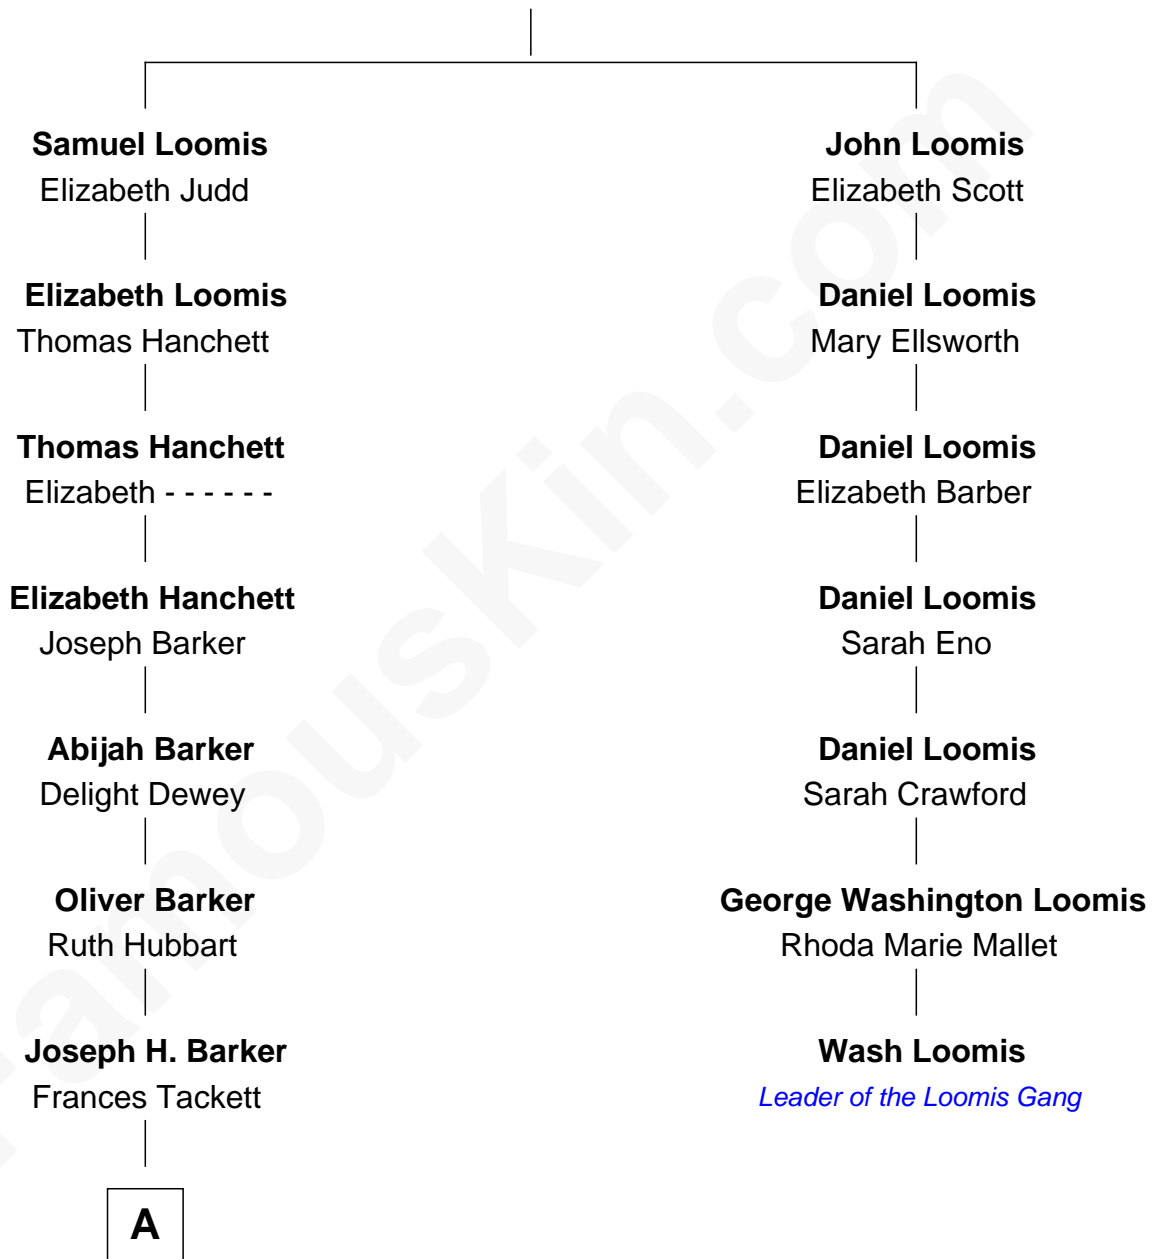 Samuel Loomis
Elizabeth Judd
Elizabeth Loomis
Thomas Hanchett
Thomas Hanchett
Elizabeth - - - - - -
Elizabeth Hanchett
Joseph Barker
Abijah Barker
Delight Dewey
Oliver Barker
Ruth Hubbart
Joseph H. Barker
Frances Tackett
A
John Loomis
Elizabeth Scott
Daniel Loomis
Mary Ellsworth
Daniel Loomis
Elizabeth Barber
Daniel Loomis
Sarah Eno
Daniel Loomis
Sarah Crawford
George Washington Loomis
Rhoda Marie Mallet
Wash Loomis
Leader of the Loomis Gang
FamousKin.com